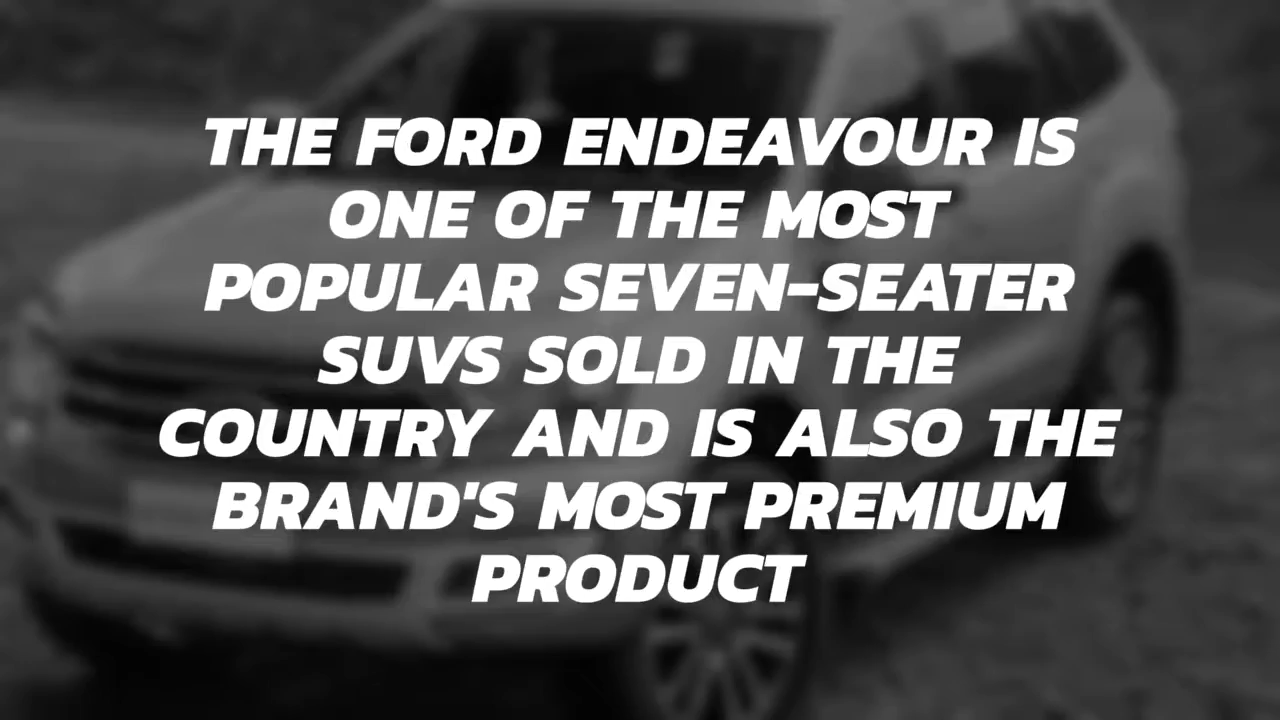 THE FORD ENDEAVOUR IS
ONE OF THE MOST
POPULAR SEVEN-SEATER
SUVS SOLD IN THE
COUNTRY AND IS ALSO THE
BRAND'S MOST PREMIUM
PRODUCT